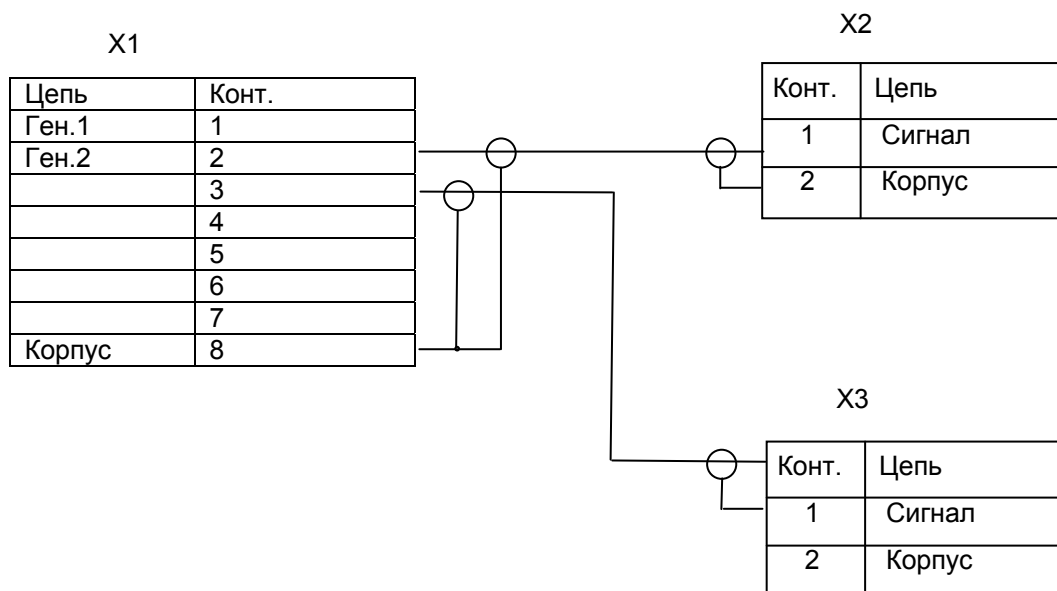 X1
Цепь Конт.
Ген.1 1
Ген.2 2
3
4
5
6
7
Корпус 8
X2
Конт. Цепь
1 Сигнал
2 Корпус
X3
Конт. Цепь
1 Сигнал
2 Корпус